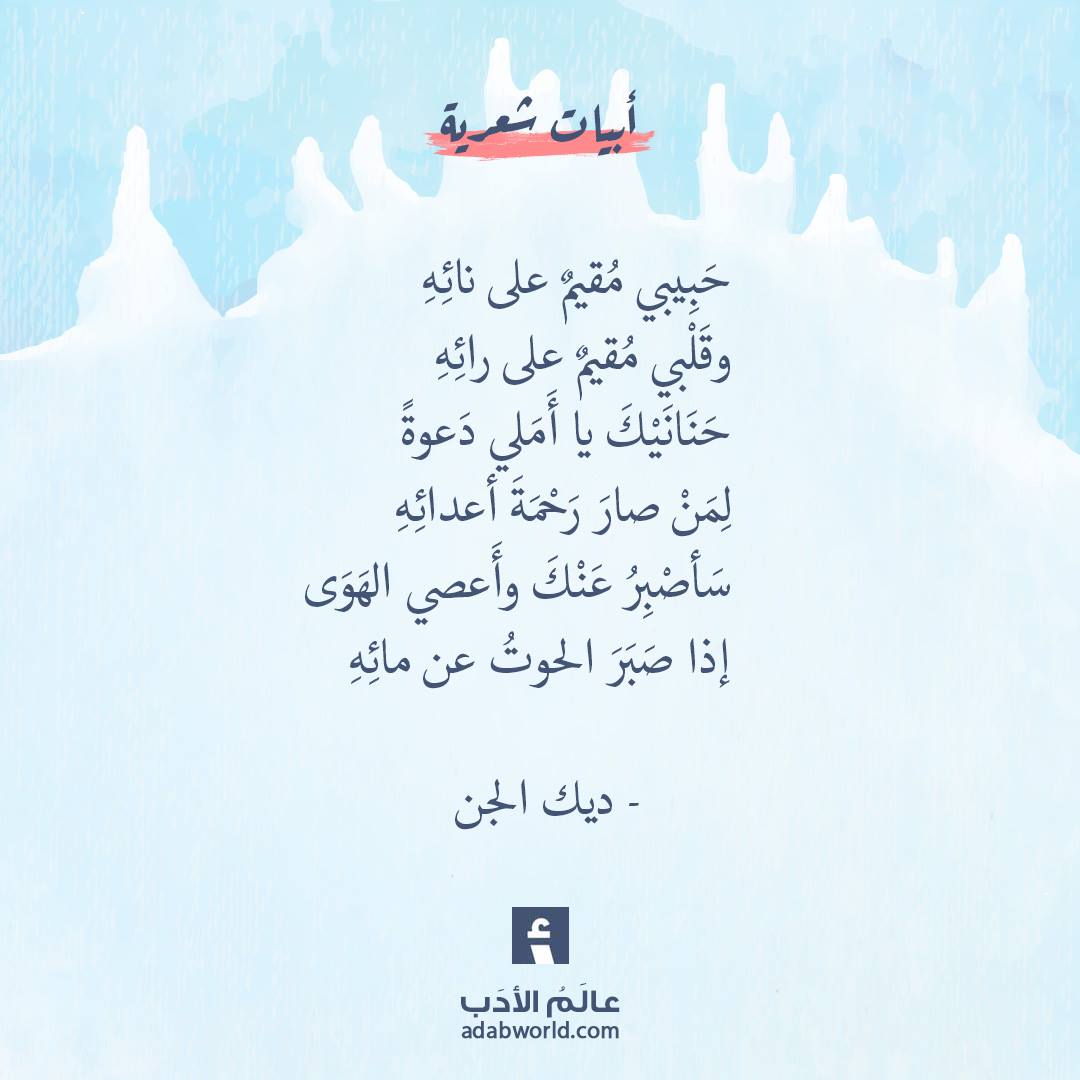 أبيات شعرية
حَبِيبي مُقيمٌ على نائِهِ
وقَلْبي مُقيمٌ على رائِهِ
حَنَانَيْكَ يا أَمَلي دَعوةً
لِمَنْ صارَ رَحْمَةَ أعدائِهِ
سَأصْبِرُ عَنْكَ وأَعصي الهَوَى
إذا صَبَرَ الحوتُ عن مائِهِ
- ديك الجن
أ
عالَمُ الأدَب
adabworld.com